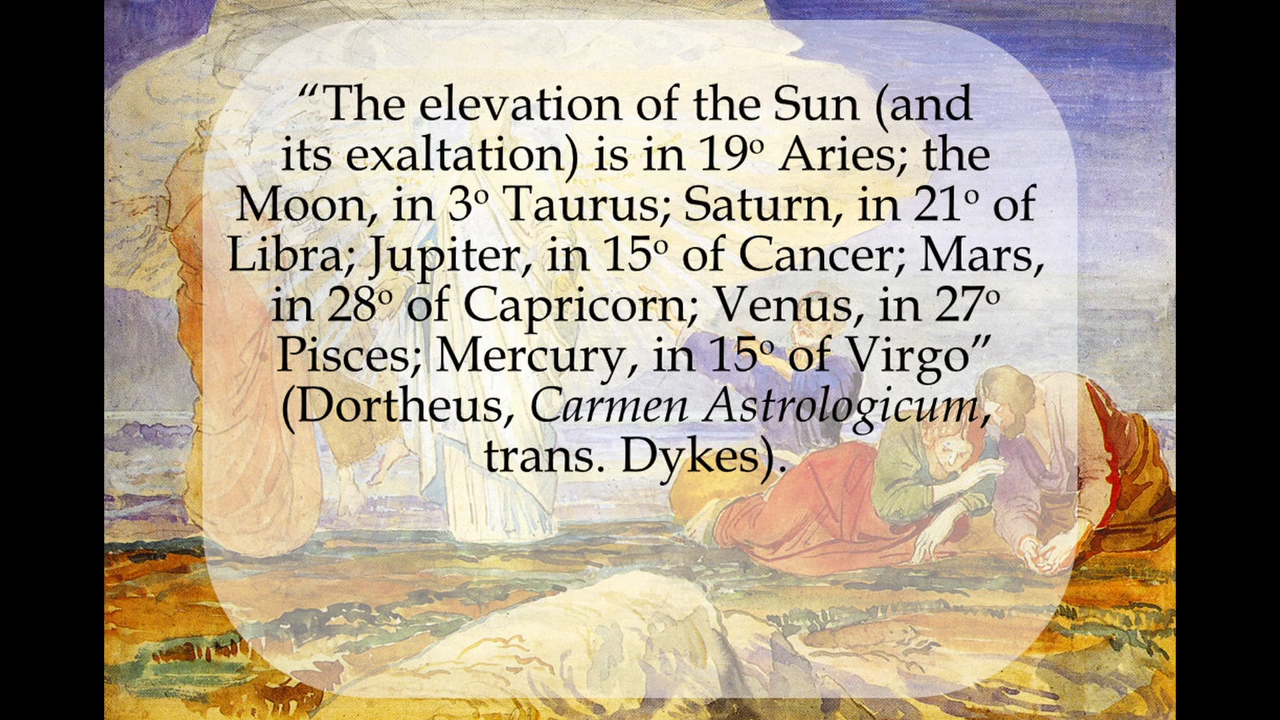 “The elevation of the Sun (and
its exaltation) is in 19º Aries; the
Moon, in 3º Taurus; Saturn, in 21º of
Libra; Jupiter, in 15º of Cancer; Mars,
in 28º of Capricorn; Venus, in 27º
Pisces; Mercury, in 15º of Virgo”
(Dortheus, Carmen Astrologicum,
trans. Dykes).